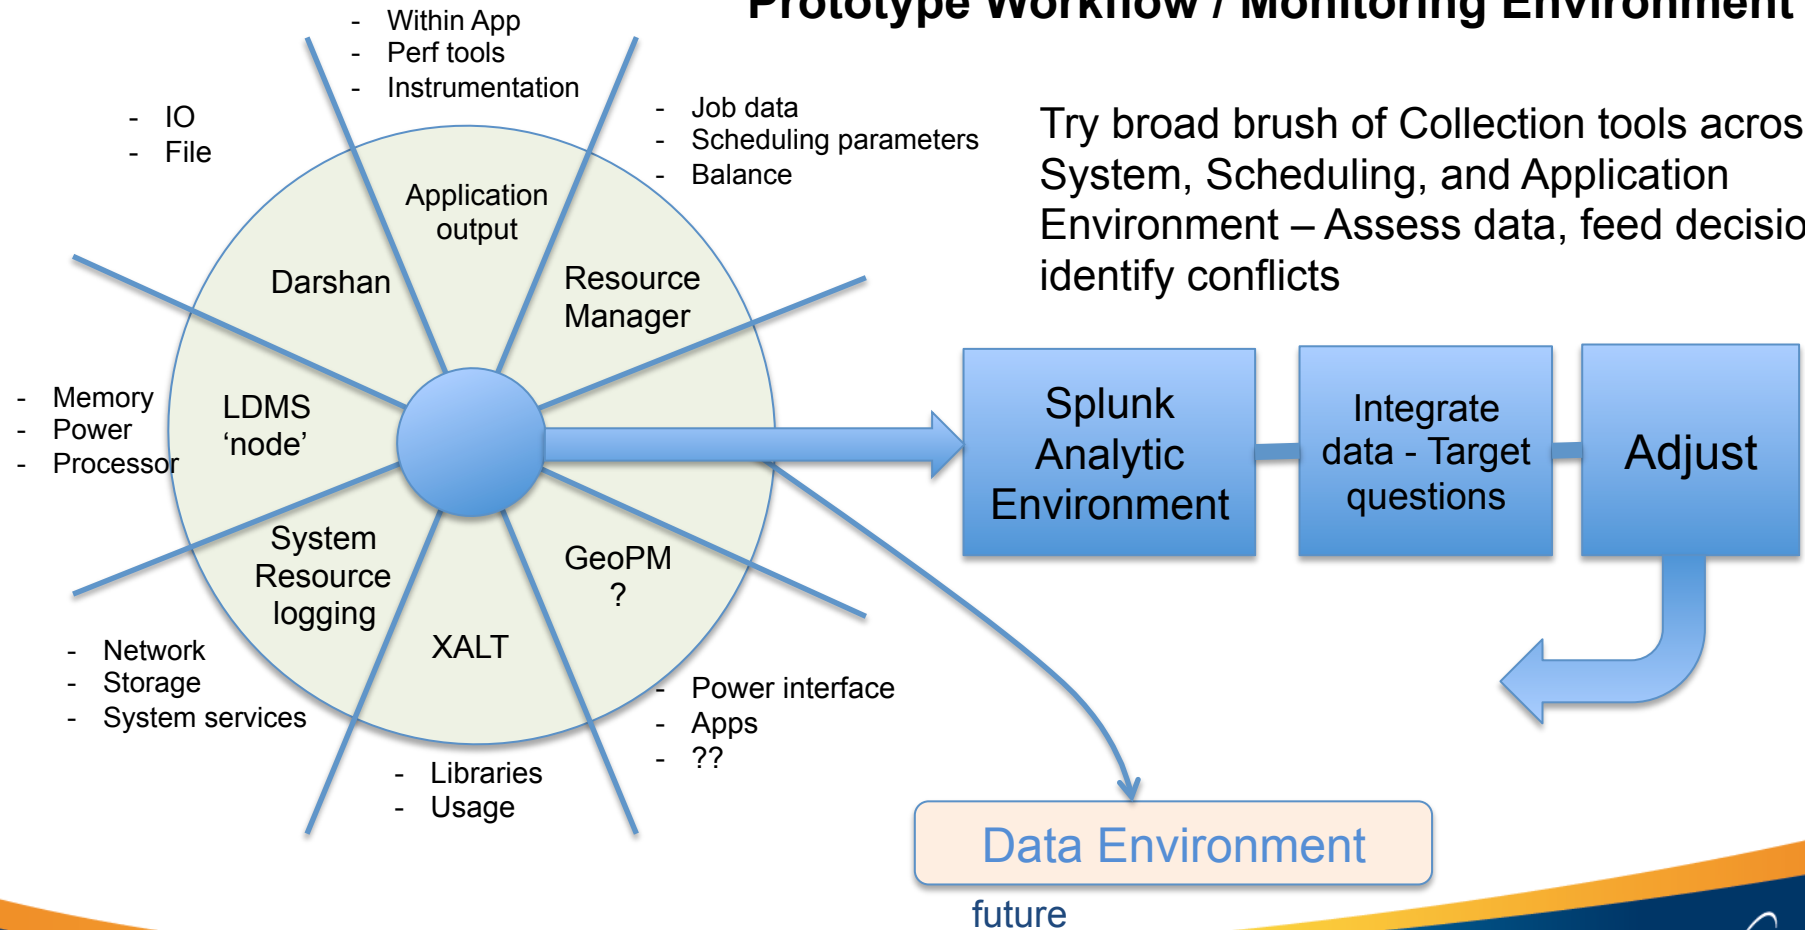 Prototype Workflow / Monitoring Environment
- Within App
- Perf tools
- Instrumentation
- IO
- File
- Job data
- Scheduling parameters
- Balance
Try broad brush of Collection tools acros
System, Scheduling, and Application
Environment – Assess data, feed decisio
identify conflicts
Application
output
Darshan
Resource
Manager
- Memory
- Power
- Processor
LDMS
‘node’
Splunk
Analytic
Environment
Integrate
data - Target
questions
Adjust
System
Resource
logging
GeoPM
?
XALT
- Network
- Storage
- System services
- Power interface
- Apps
- ??
- Libraries
- Usage
Data Environment
future